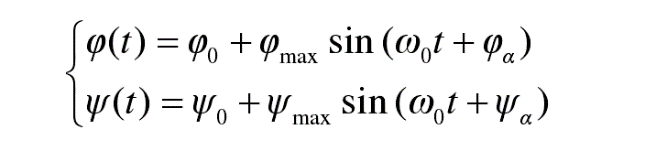 φ(t) = φ₀ + φ_max sin (ω₀t + φ_α)
ψ(t) = ψ₀ + ψ_max sin (ω₀t + ψ_α)